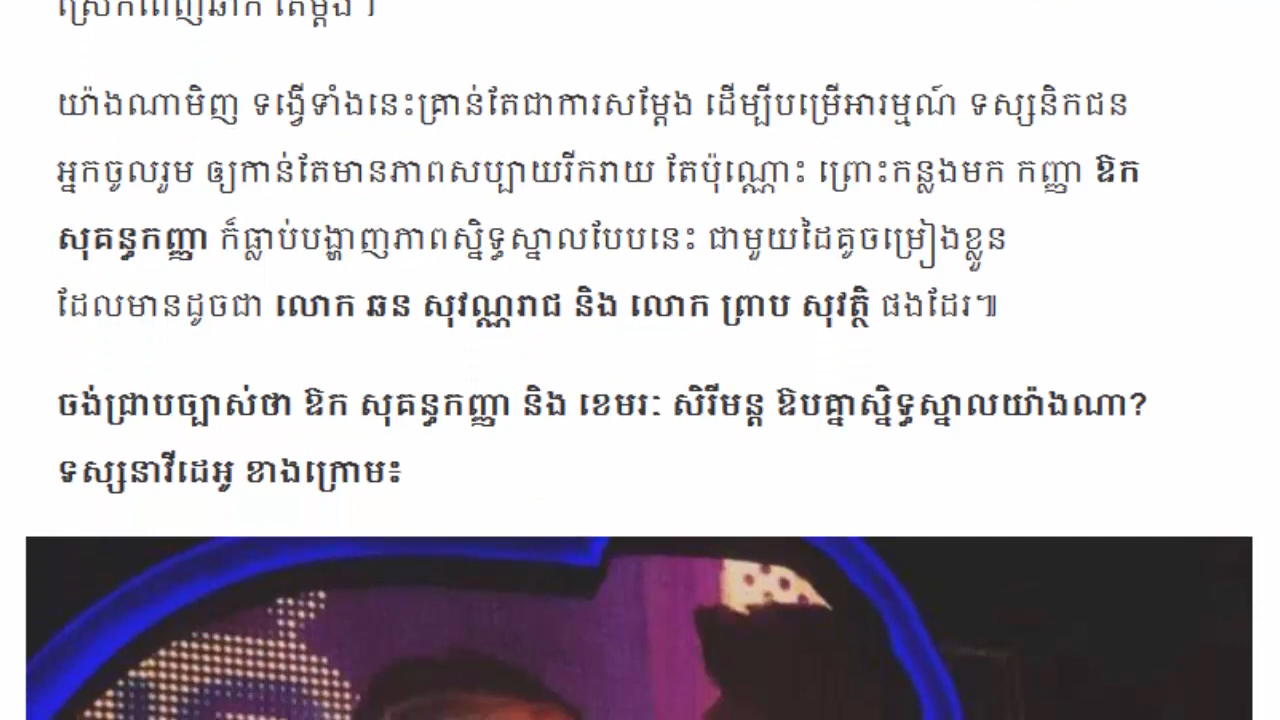 យ៉ាងណាមិញ ទង្វើទាំងនេះគ្រាន់តែជាការសម្តែង ដើម្បីបម្រើអារម្មណ៍ ទស្សនិកជន
អ្នកចូលរួម ឲ្យកាន់តែមានភាពសប្បាយរីករាយ តែប៉ុណ្ណោះ ព្រោះកន្លងមក កញ្ញា ឱក
សុគន្ធកញ្ញា ក៏ធ្លាប់បង្ហាញភាពស្និទ្ធស្នាលបែបនេះ ជាមួយដៃគូចម្រៀងខ្លួន
ដែលមានដូចជា លោក ឆន សុវណ្ណរាជ និង លោក ព្រាប សុវត្ថិ ផងដែរ៕
ចង់ជ្រាបច្បាស់ថា ឱក សុគន្ធកញ្ញា និង ខេមរៈ សិរីមន្ត ឱបគ្នាស្និទ្ធស្នាលយ៉ាងណា?
ទស្សនាវីដេអូ ខាងក្រោម៖